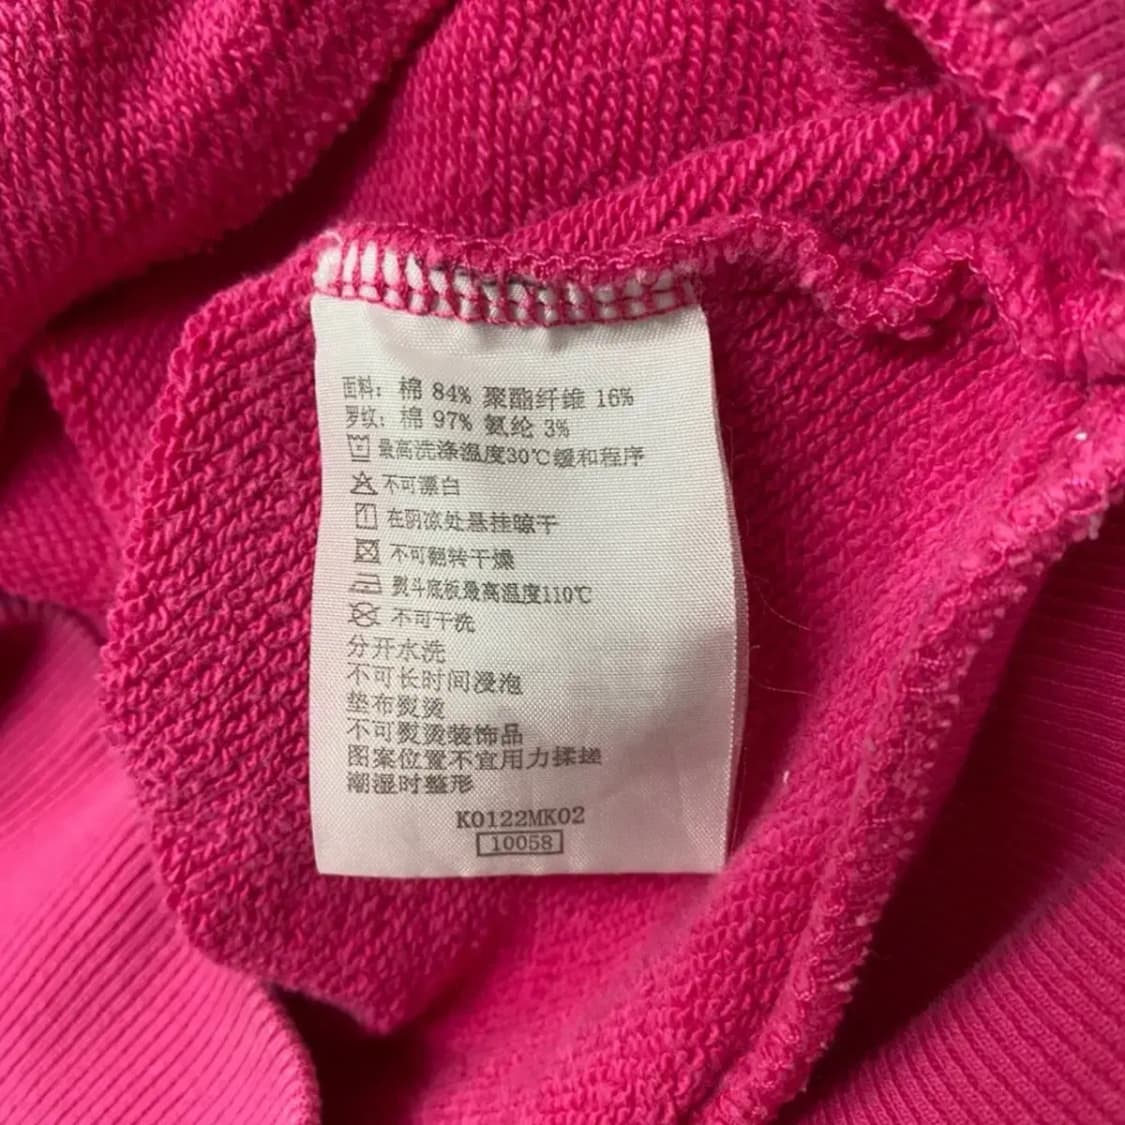 面料：棉 84% 聚酯纤维 16%
罗纹：棉 97% 氨纶 3%
最高洗涤温度30℃缓和程序
不可漂白
在阴凉处悬挂晾干
不可翻转干燥
熨斗底板最高温度110℃
不可干洗
分开水洗
不可长时间浸泡
垫布熨烫
不可熨烫装饰品
图案位置不宜用力揉搓
潮湿时整形
K0122MK02
10058